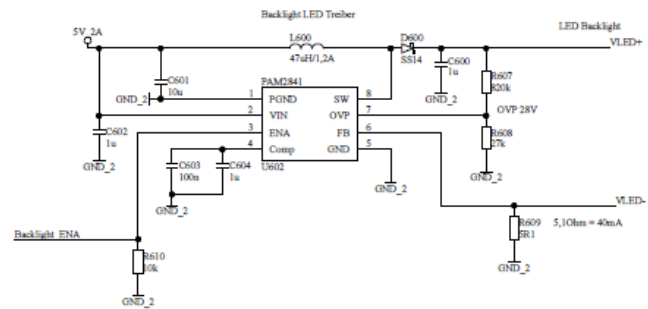 Backlight LED Treiber
5V_2A
L600
47uH/1,2A
D600
SS14
LED Backlight
VLED+
C600
1u
R607
820k
C601
10u
GND_2
PAM2841
1 PGND SW 8
2 VIN OVP 7
3 ENA FB 6
4 Comp GND 5
U602
GND_2
OVP 28V
C602
1u
GND_2
R608
27k
GND_2
C603
100n
C604
1u
GND_2
GND_2
VLED-
R609
5R1
5,1Ohm = 40mA
GND_2
Backlight_ENA
R610
10k
GND_2